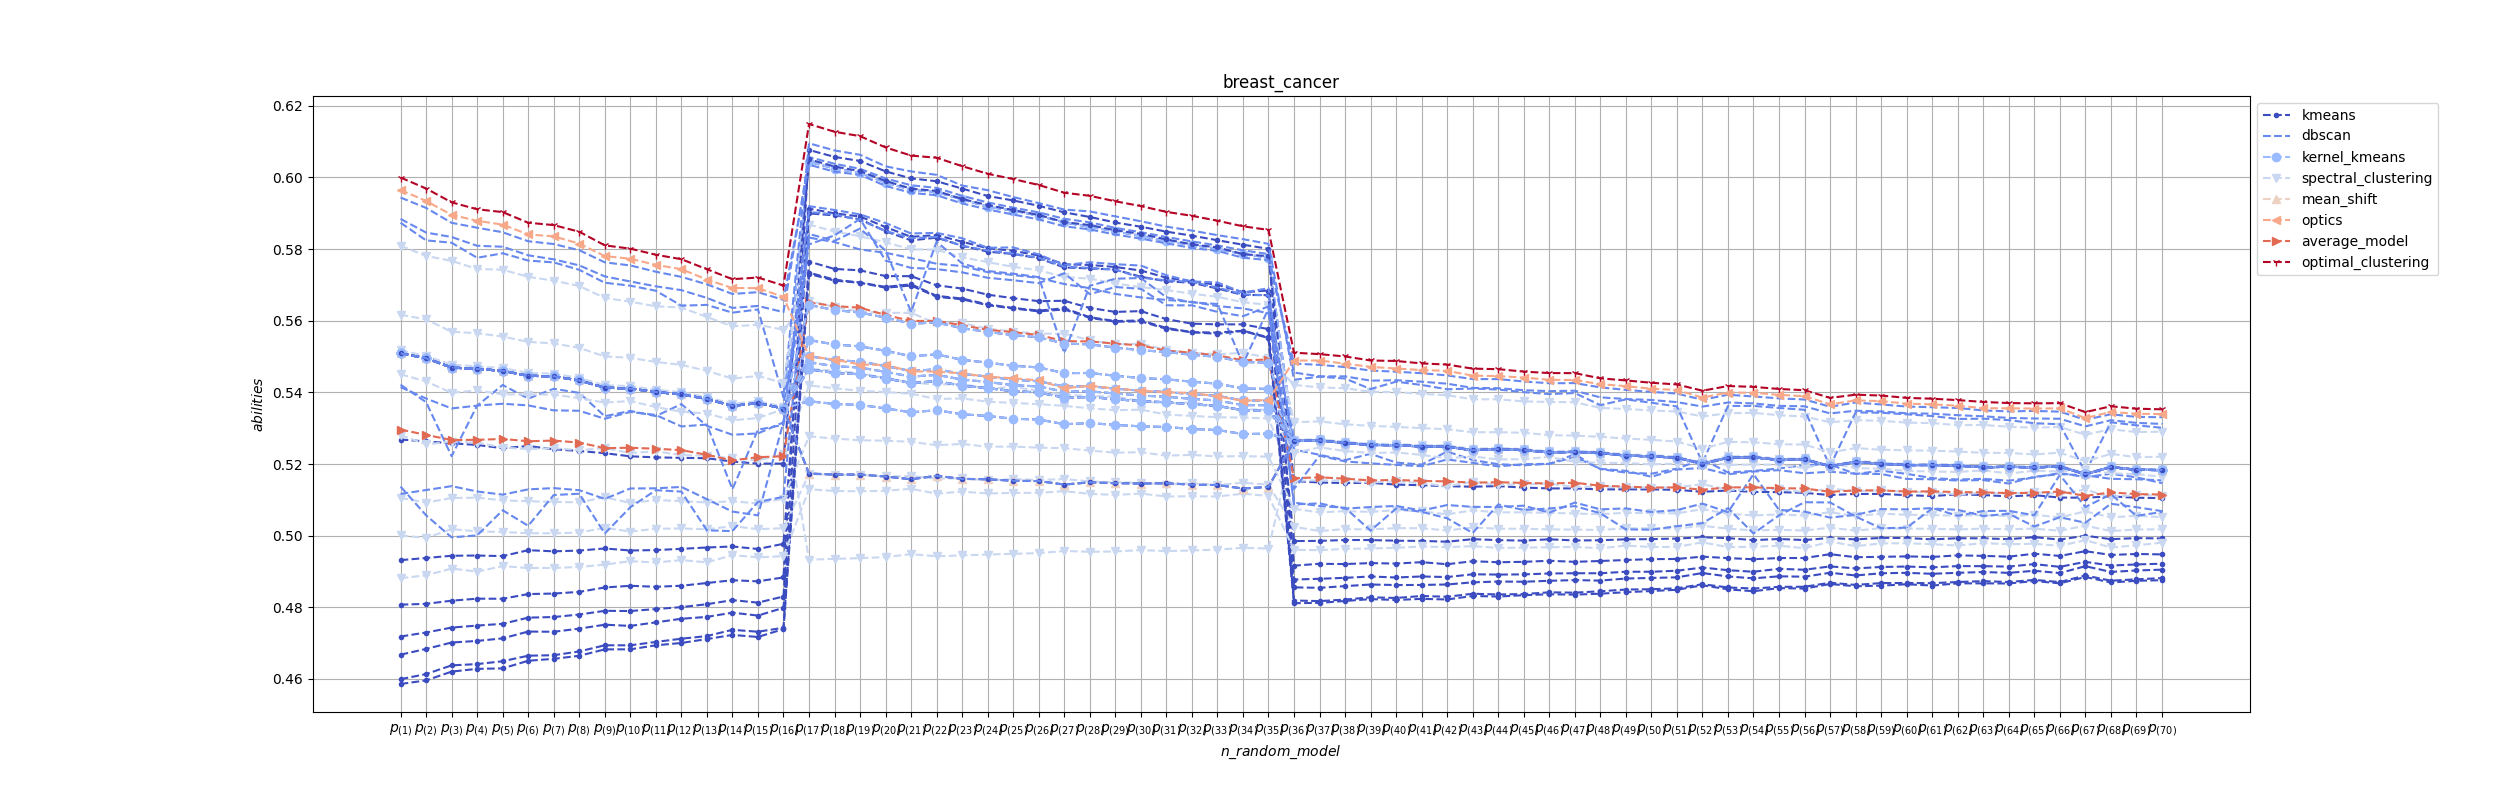 breast_cancer
0.62
0.60
0.58
0.56
0.54
0.52
0.50
0.48
0.46
abilities
p(1) p(2) p(3) p(4) p(5) p(6) p(7) p(8) p(9) p(10) p(11) p(12) p(13) p(14) p(15) p(16) p(17) p(18) p(19) p(20) p(21) p(22) p(23) p(24) p(25) p(26) p(27) p(28) p(29) p(30) p(31) p(32) p(33) p(34) p(35) p(36) p(37) p(38) p(39) p(40) p(41) p(42) p(43) p(44) p(45) p(46) p(47) p(48) p(49) p(50) p(51) p(52) p(53) p(54) p(55) p(56) p(57) p(58) p(59) p(60) p(61) p(62) p(63) p(64) p(65) p(66) p(67) p(68) p(69) p(70)
n_random_model
kmeans
dbscan
kernel_kmeans
spectral_clustering
mean_shift
optics
average_model
optimal_clustering